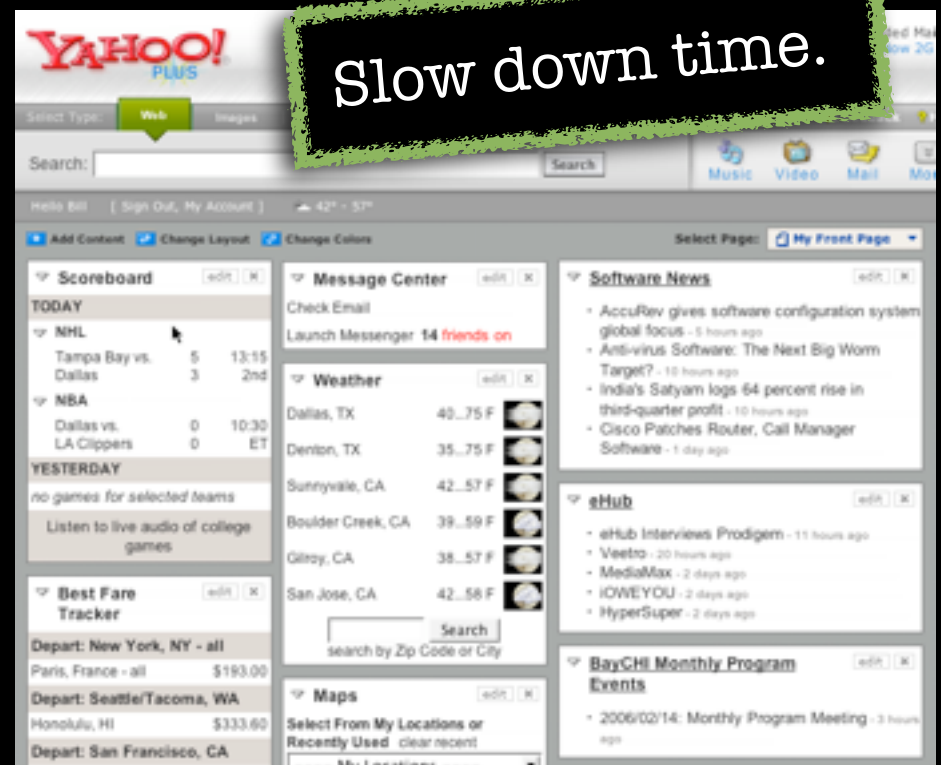 Slow down time.
YAHOO!
PLUS
Select Type: Web Images
Search: Search
Music Video Mail
Hello Bill [ Sign Out, My Account ] 42° - 57°
Add Content Change Layout Change Colors
Select Page: My Front Page
Scoreboard edit
TODAY
NHL
Tampa Bay vs. 5 13:15
Dallas 3 2nd
NBA
Dallas vs. 0 10:30
LA Clippers 0 ET
YESTERDAY
no games for selected teams
Listen to live audio of college
games
Best Fare edit
Tracker
Depart: New York, NY - all
Paris, France - all $193.00
Depart: Seattle/Tacoma, WA
Honolulu, HI $333.60
Depart: San Francisco, CA
Message Center edit
Check Email
Launch Messenger 14 friends on
Weather edit
Dallas, TX 40...75 F
Denton, TX 35...75 F
Sunnyvale, CA 42...57 F
Boulder Creek, CA 39...59 F
Gilroy, CA 38...57 F
San Jose, CA 42...58 F
Search
search by Zip Code or City
Maps edit
Select From My Locations or
Recently Used clear recent
My Locations
Software News edit
AccuRev gives software configuration system
global focus - 5 hours ago
Anti-virus Software: The Next Big Worm
Target? - 10 hours ago
India's Satyam logs 64 percent rise in
third-quarter profit - 10 hours ago
Cisco Patches Router, Call Manager
Software - 1 day ago
eHub edit
eHub Interviews Prodigem - 11 hours ago
Veetro - 20 hours ago
MediaMax - 2 days ago
iOWEYOU - 2 days ago
HyperSuper - 2 days ago
BayCHI Monthly Program edit
Events
2006/02/14: Monthly Program Meeting - 3 hours
ago